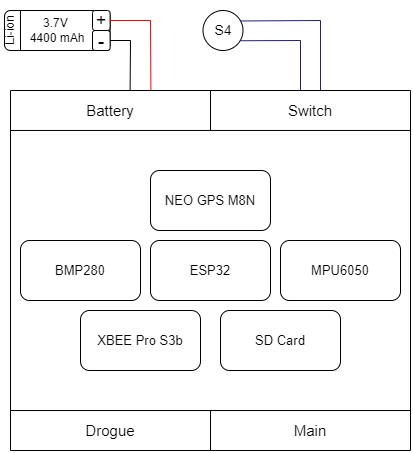 Li-ion
3.7V
4400 mAh
+
-
S4
Battery
Switch
NEO GPS M8N
BMP280
ESP32
MPU6050
XBEE Pro S3b
SD Card
Drogue
Main